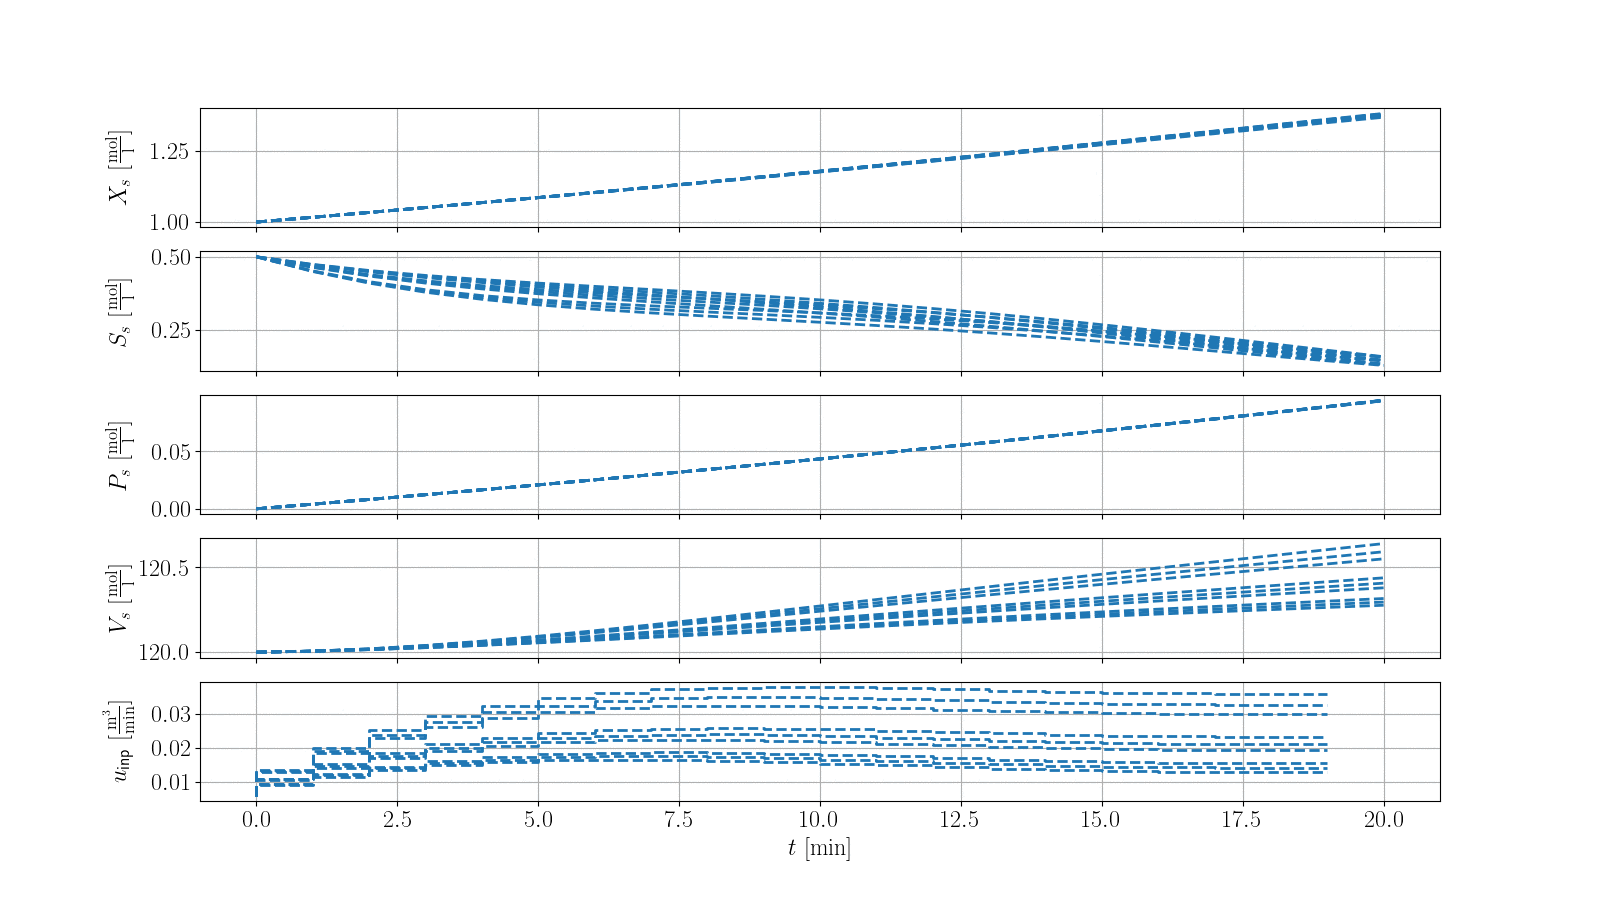 X_s [mol/l]
1.25
1.00
S_s [mol/l]
0.50
0.25
P_s [mol/l]
0.05
0.00
V_s [mol/l]
120.5
120.0
u_inp [m³/min]
0.03
0.02
0.01
0.0 2.5 5.0 7.5 10.0 12.5 15.0 17.5 20.0
t [min]